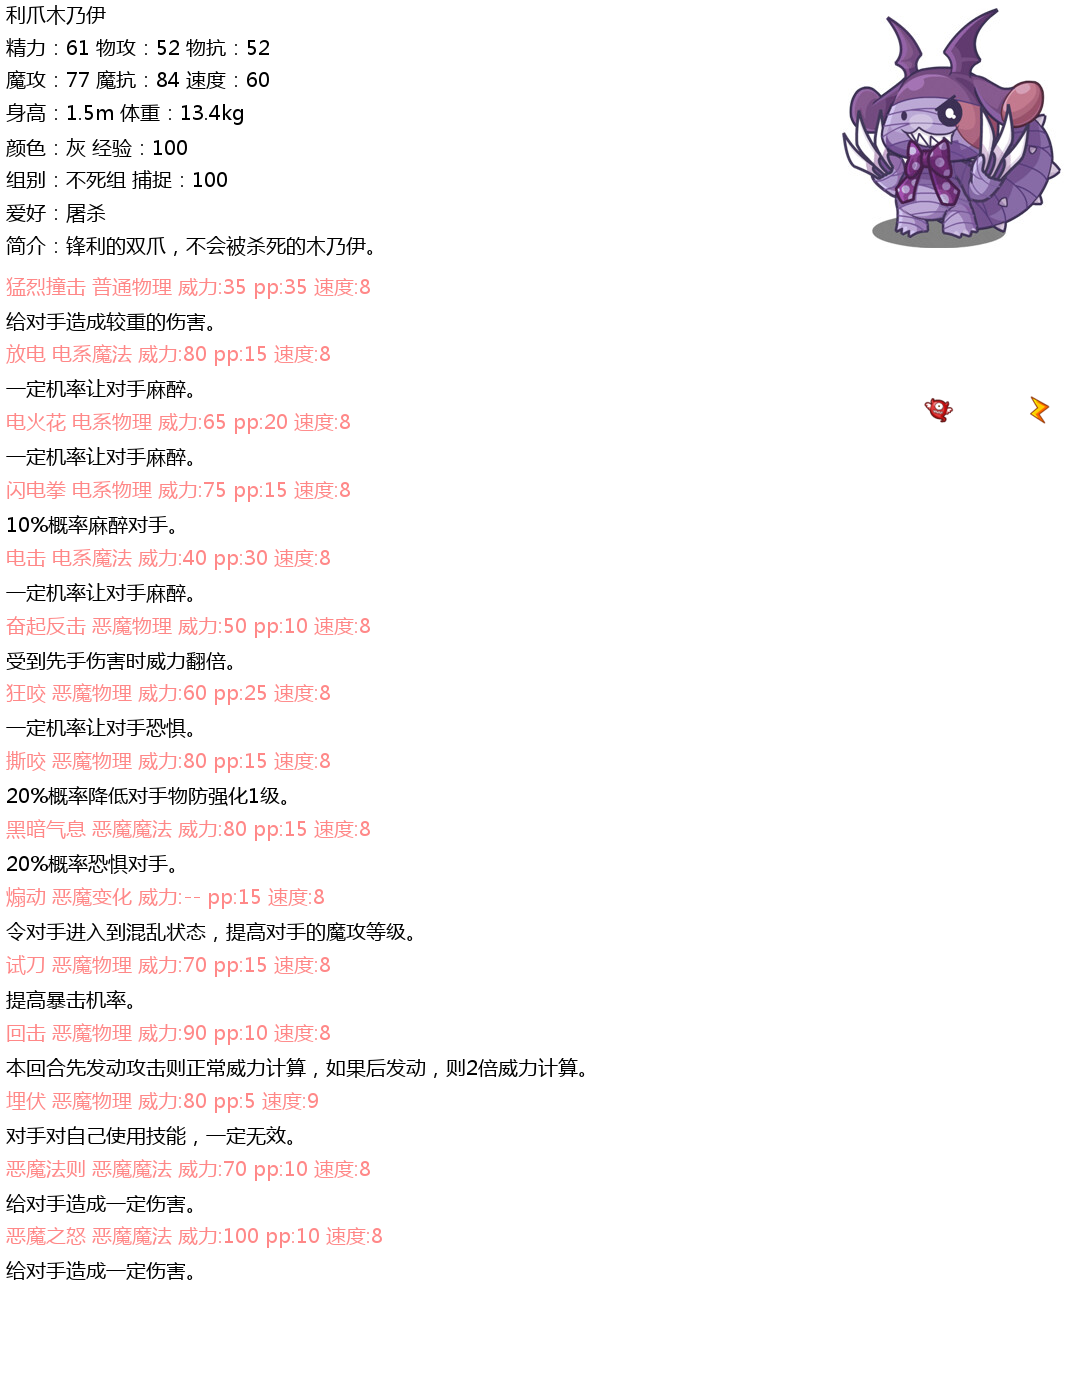 利爪木乃伊
精力：61 物攻：52 物抗：52
魔攻：77 魔抗：84 速度：60
身高：1.5m 体重：13.4kg
颜色：灰 经验：100
组别：不死组 捕捉：100
爱好：屠杀
简介：锋利的双爪，不会被杀死的木乃伊。
猛烈撞击 普通物理 威力:35 pp:35 速度:8
给对手造成较重的伤害。
放电 电系魔法 威力:80 pp:15 速度:8
一定机率让对手麻醉。
电火花 电系物理 威力:65 pp:20 速度:8
一定机率让对手麻醉。
闪电拳 电系物理 威力:75 pp:15 速度:8
10%概率麻醉对手。
电击 电系魔法 威力:40 pp:30 速度:8
一定机率让对手麻醉。
奋起反击 恶魔物理 威力:50 pp:10 速度:8
受到先手伤害时威力翻倍。
狂咬 恶魔物理 威力:60 pp:25 速度:8
一定机率让对手恐惧。
撕咬 恶魔物理 威力:80 pp:15 速度:8
20%概率降低对手物防强化1级。
黑暗气息 恶魔魔法 威力:80 pp:15 速度:8
20%概率恐惧对手。
煽动 恶魔变化 威力:-- pp:15 速度:8
令对手进入到混乱状态，提高对手的魔攻等级。
试刀 恶魔物理 威力:70 pp:15 速度:8
提高暴击机率。
回击 恶魔物理 威力:90 pp:10 速度:8
本回合先发动攻击则正常威力计算，如果后发动，则2倍威力计算。
埋伏 恶魔物理 威力:80 pp:5 速度:9
对手对自己使用技能，一定无效。
恶魔法则 恶魔魔法 威力:70 pp:10 速度:8
给对手造成一定伤害。
恶魔之怒 恶魔魔法 威力:100 pp:10 速度:8
给对手造成一定伤害。